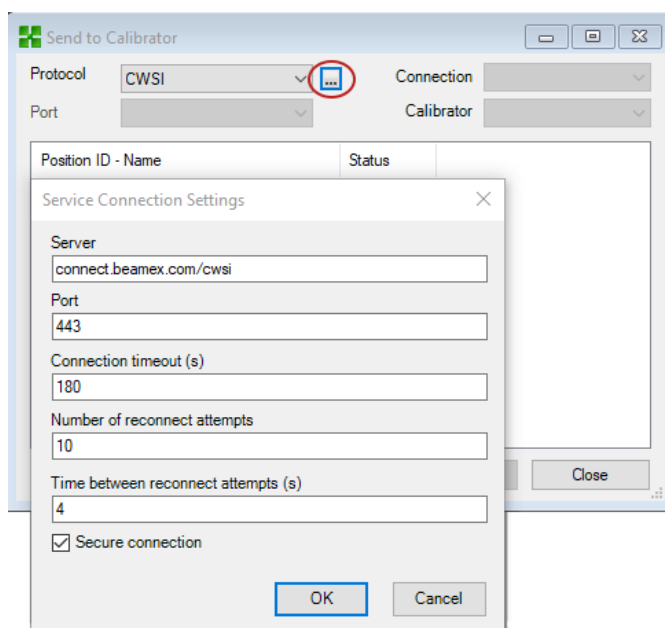 Send to Calibrator
Protocol CWSI ... Connection
Port Calibrator
Position ID - Name Status
Service Connection Settings
Server
connect.beamex.com/cwsi
Port
443
Connection timeout (s)
180
Number of reconnect attempts
10
Time between reconnect attempts (s)
4
Secure connection
OK Cancel
Close